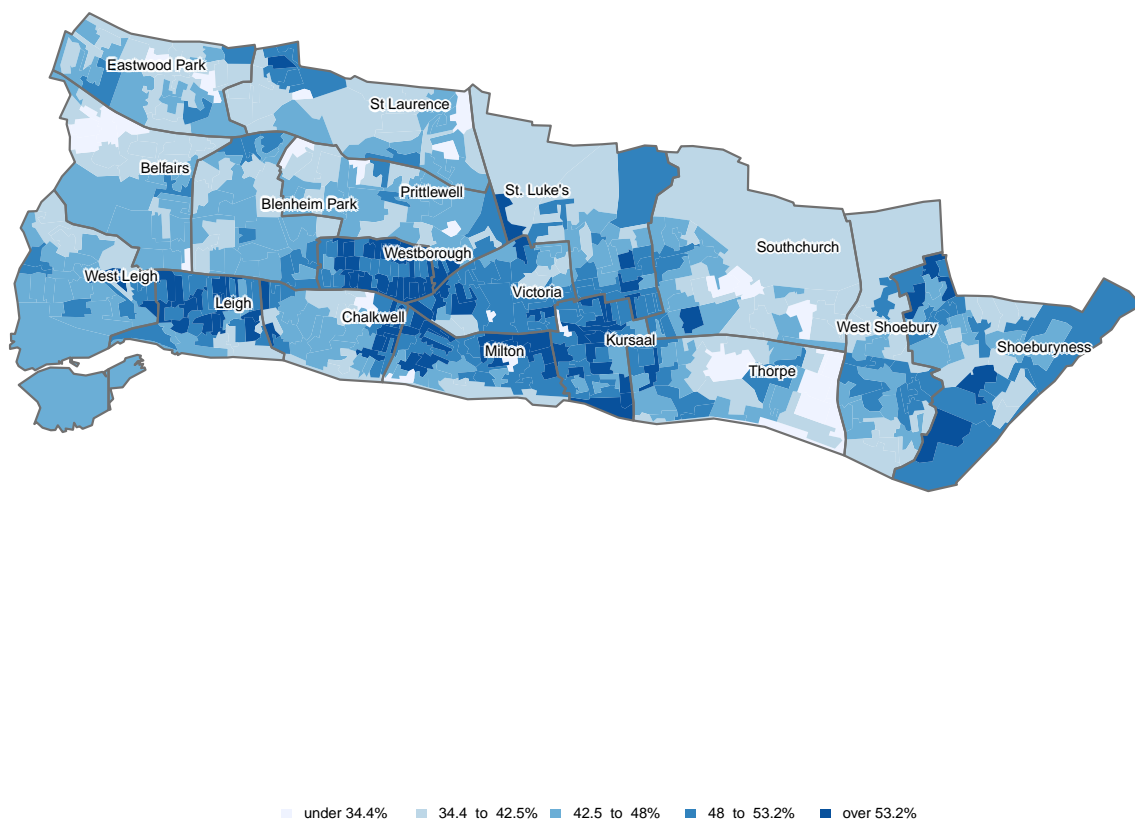 Eastwood Park
St Laurence
Belfairs
Blenheim Park
Prittlewell
St. Luke's
Southchurch
Westborough
West Leigh
Leigh
Chalkwell
Victoria
Milton
Kursaal
West Shoebury
Shoeburyness
Thorpe
under 34.4% 34.4 to 42.5% 42.5 to 48% 48 to 53.2% over 53.2%